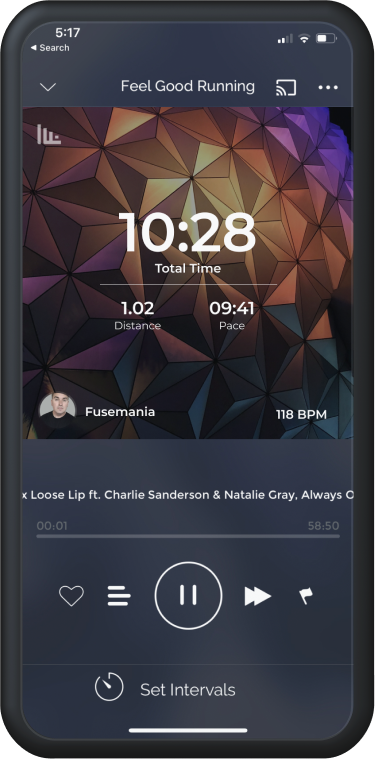 5:17
Search
Feel Good Running
10:28
Total Time
1.02 09:41
Distance Pace
Fusemania 118 BPM
x Loose Lip ft. Charlie Sanderson & Natalie Gray, Always O
00:01 58:50
Set Intervals